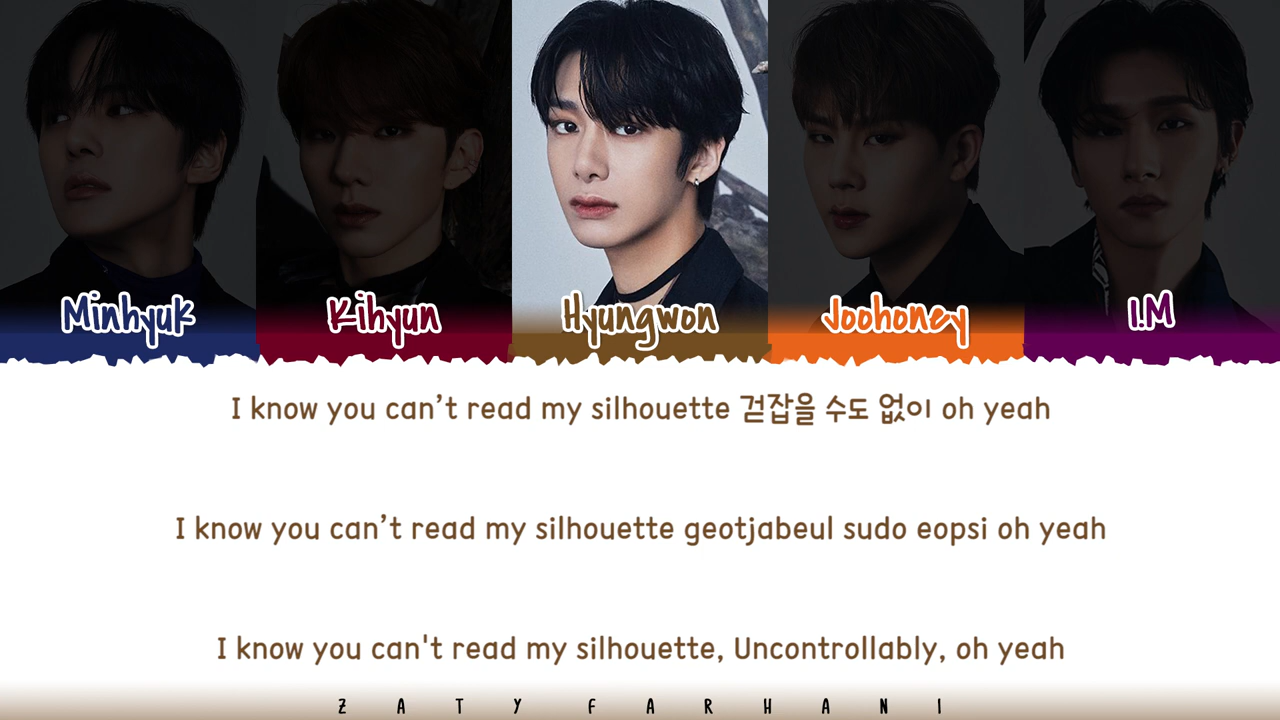 Minhyuk Kihyun Hyungwon Joohoney I.M
I know you can’t read my silhouette 걷잡을 수도 없이 oh yeah
I know you can’t read my silhouette geotjabeul sudo eopsi oh yeah
I know you can't read my silhouette, Uncontrollably, oh yeah
ZATY FARHANI